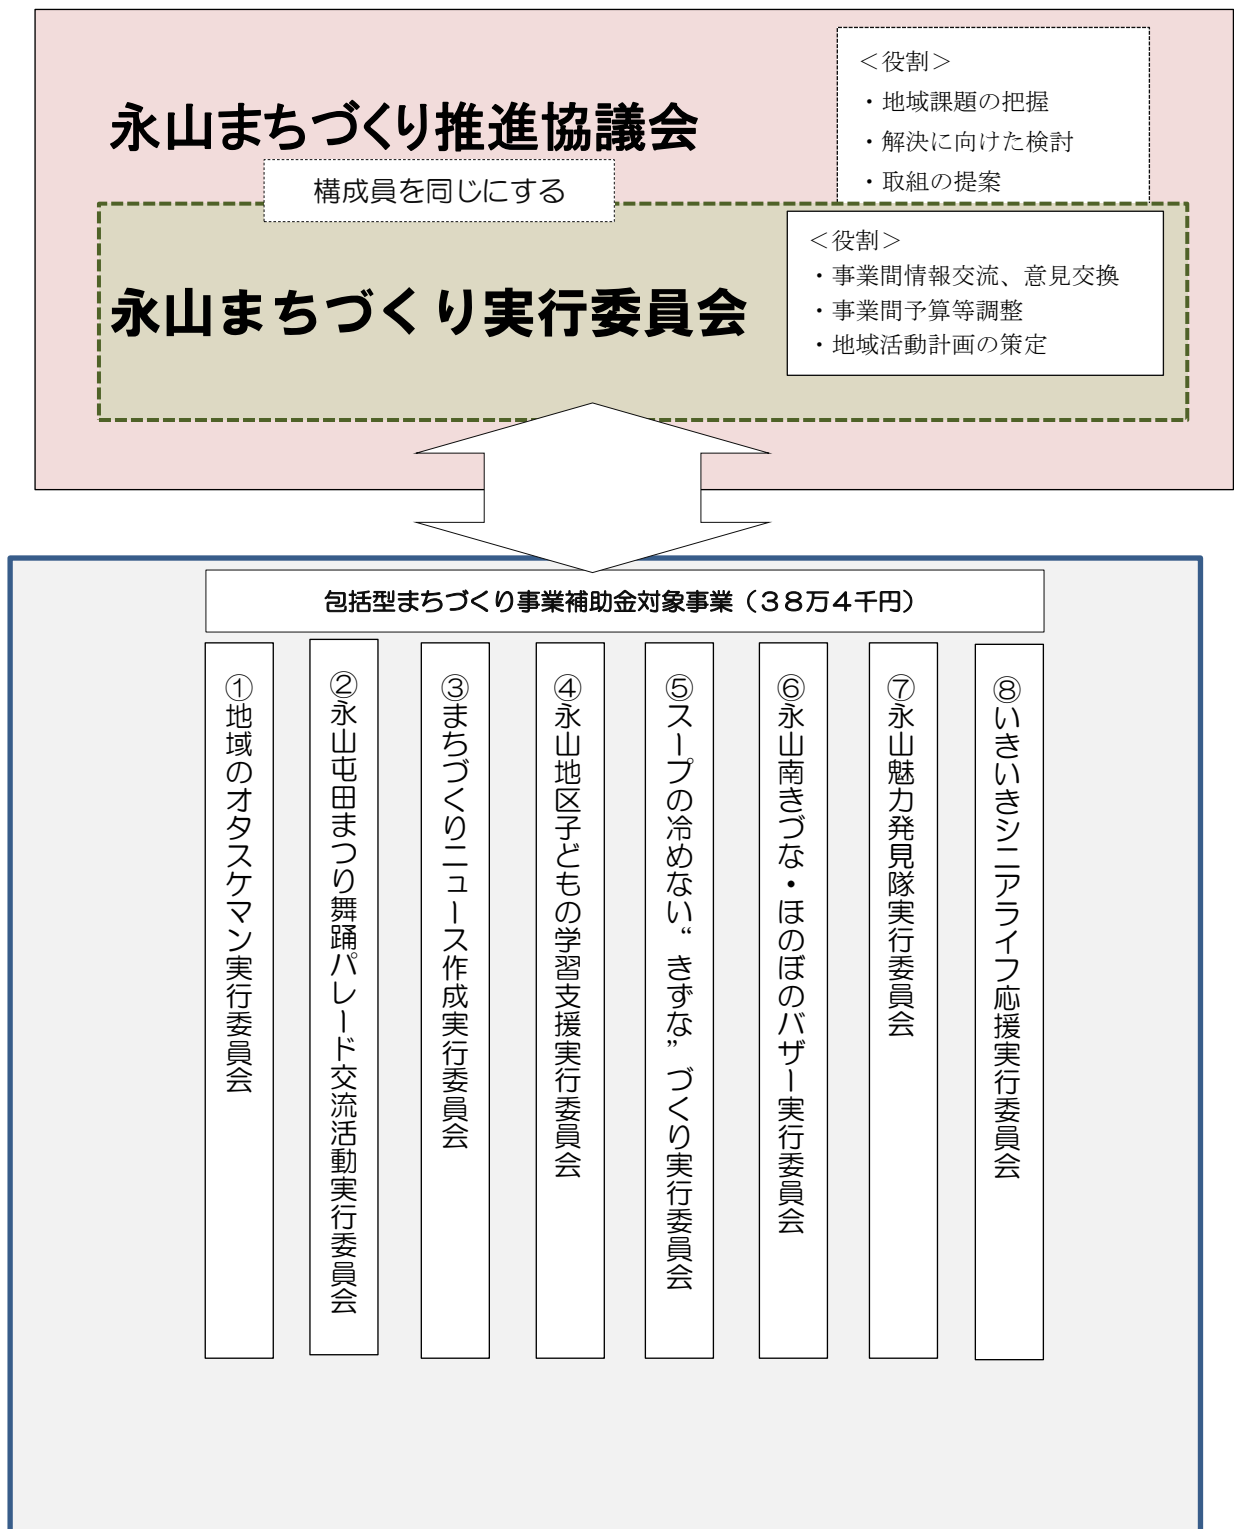 永山まちづくり推進協議会
＜役割＞
・地域課題の把握
・解決に向けた検討
・取組の提案
構成員を同じにする
永山まちづくり実行委員会
＜役割＞
・事業間情報交流、意見交換
・事業間予算等調整
・地域活動計画の策定
包括型まちづくり事業補助金対象事業（３８万４千円）
①地域のオタスケマン実行委員会
②永山屯田まつり舞踊パレード交流活動実行委員会
③まちづくりニュース作成実行委員会
④永山地区子どもの学習支援実行委員会
⑤スープの冷めない“きずな”づくり実行委員会
⑥永山南きづな・ほのぼのバザー実行委員会
⑦永山魅力発見隊実行委員会
⑧いきいきシニアライフ応援実行委員会